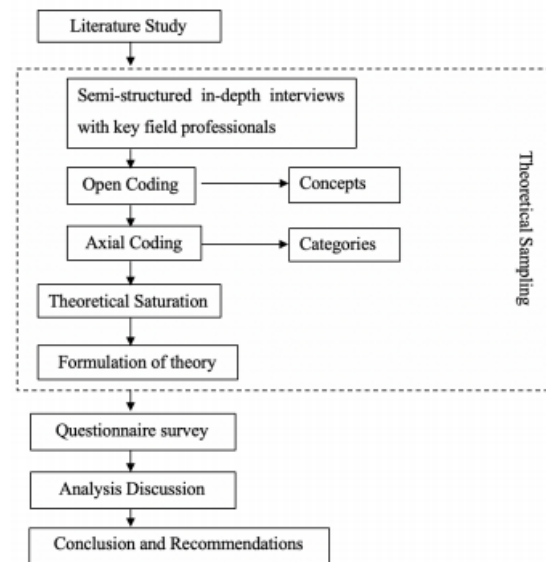 Literature Study
Semi-structured in-depth interviews
with key field professionals
Open Coding
Concepts
Axial Coding
Categories
Theoretical Saturation
Formulation of theory
Theoretical Sampling
Questionnaire survey
Analysis Discussion
Conclusion and Recommendations